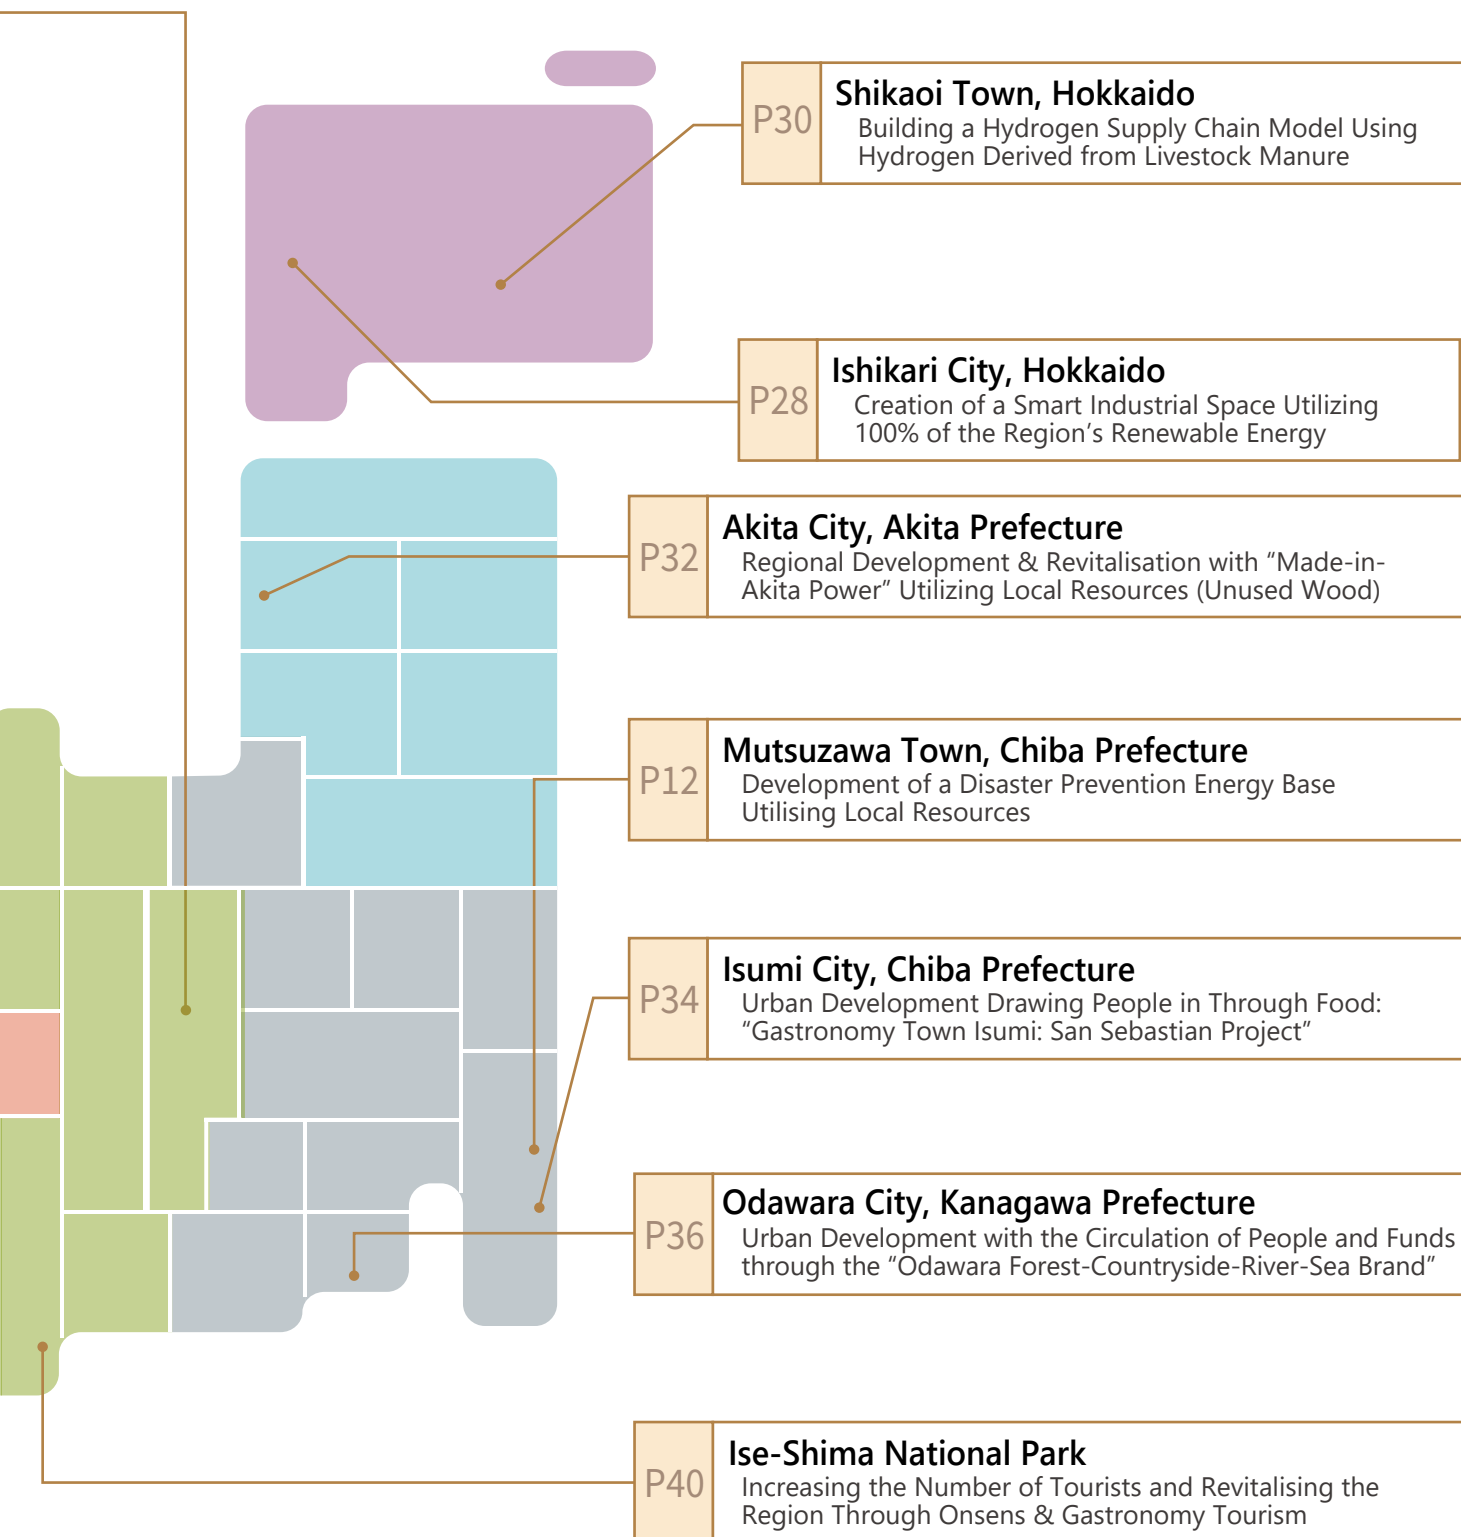 P30
Shikaoi Town, Hokkaido
Building a Hydrogen Supply Chain Model Using
Hydrogen Derived from Livestock Manure
P28
Ishikari City, Hokkaido
Creation of a Smart Industrial Space Utilizing
100% of the Region’s Renewable Energy
P32
Akita City, Akita Prefecture
Regional Development & Revitalisation with “Made-in-
Akita Power” Utilizing Local Resources (Unused Wood)
P12
Mutsuzawa Town, Chiba Prefecture
Development of a Disaster Prevention Energy Base
Utilising Local Resources
P34
Isumi City, Chiba Prefecture
Urban Development Drawing People in Through Food:
“Gastronomy Town Isumi: San Sebastian Project”
P36
Odawara City, Kanagawa Prefecture
Urban Development with the Circulation of People and Funds
through the “Odawara Forest-Countryside-River-Sea Brand”
P40
Ise-Shima National Park
Increasing the Number of Tourists and Revitalising the
Region Through Onsens & Gastronomy Tourism